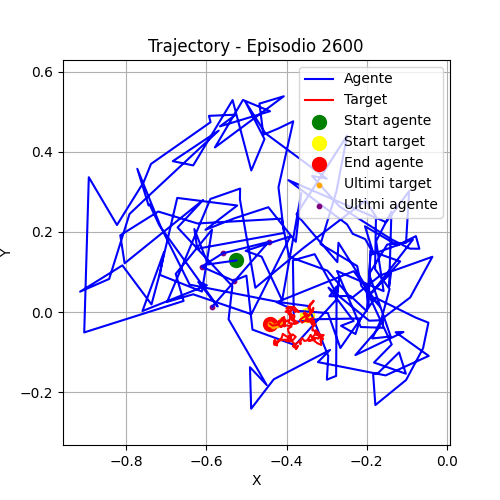 Trajectory - Episodio 2600
Agente
Target
Start agente
Start target
End agente
Ultimi target
Ultimi agente
0.6
0.4
0.2
0.0
−0.2
Y
−0.8
−0.6
−0.4
−0.2
0.0
X